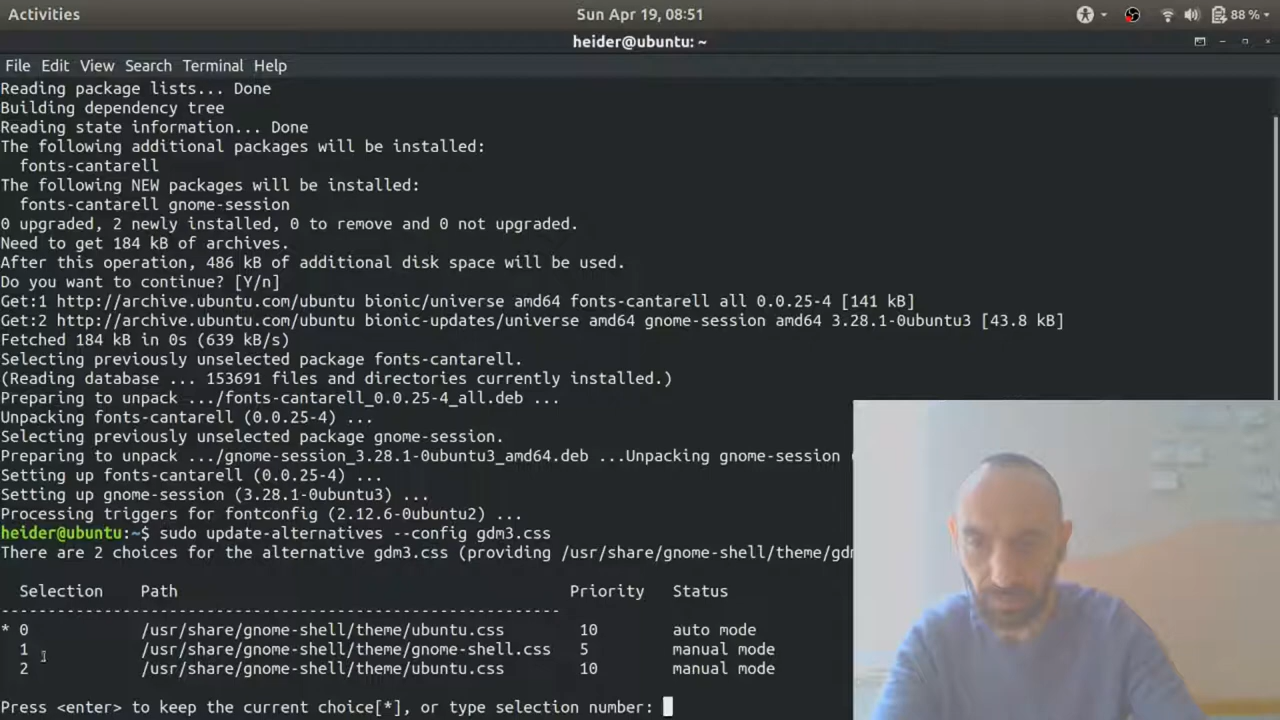 Activities
Sun Apr 19, 08:51
88 %
heider@ubuntu: ~
File Edit View Search Terminal Help
Reading package lists... Done
Building dependency tree
Reading state information... Done
The following additional packages will be installed:
fonts-cantarell
The following NEW packages will be installed:
fonts-cantarell gnome-session
0 upgraded, 2 newly installed, 0 to remove and 0 not upgraded.
Need to get 184 kB of archives.
After this operation, 486 kB of additional disk space will be used.
Do you want to continue? [Y/n]
Get:1 http://archive.ubuntu.com/ubuntu bionic/universe amd64 fonts-cantarell all 0.0.25-4 [141 kB]
Get:2 http://archive.ubuntu.com/ubuntu bionic-updates/universe amd64 gnome-session amd64 3.28.1-0ubuntu3 [43.8 kB]
Fetched 184 kB in 0s (639 kB/s)
Selecting previously unselected package fonts-cantarell.
(Reading database ... 153691 files and directories currently installed.)
Preparing to unpack .../fonts-cantarell_0.0.25-4_all.deb ...
Unpacking fonts-cantarell (0.0.25-4) ...
Selecting previously unselected package gnome-session.
Preparing to unpack .../gnome-session_3.28.1-0ubuntu3_amd64.deb ...Unpacking gnome-session (
Setting up fonts-cantarell (0.0.25-4) ...
Setting up gnome-session (3.28.1-0ubuntu3) ...
Processing triggers for fontconfig (2.12.6-0ubuntu2) ...
heider@ubuntu:~$ sudo update-alternatives --config gdm3.css
There are 2 choices for the alternative gdm3.css (providing /usr/share/gnome-shell/theme/gdm
Selection Path Priority Status
------------------------------------------------------------
* 0 /usr/share/gnome-shell/theme/ubuntu.css 10 auto mode
1 /usr/share/gnome-shell/theme/gnome-shell.css 5 manual mode
2 /usr/share/gnome-shell/theme/ubuntu.css 10 manual mode
Press <enter> to keep the current choice[*], or type selection number: